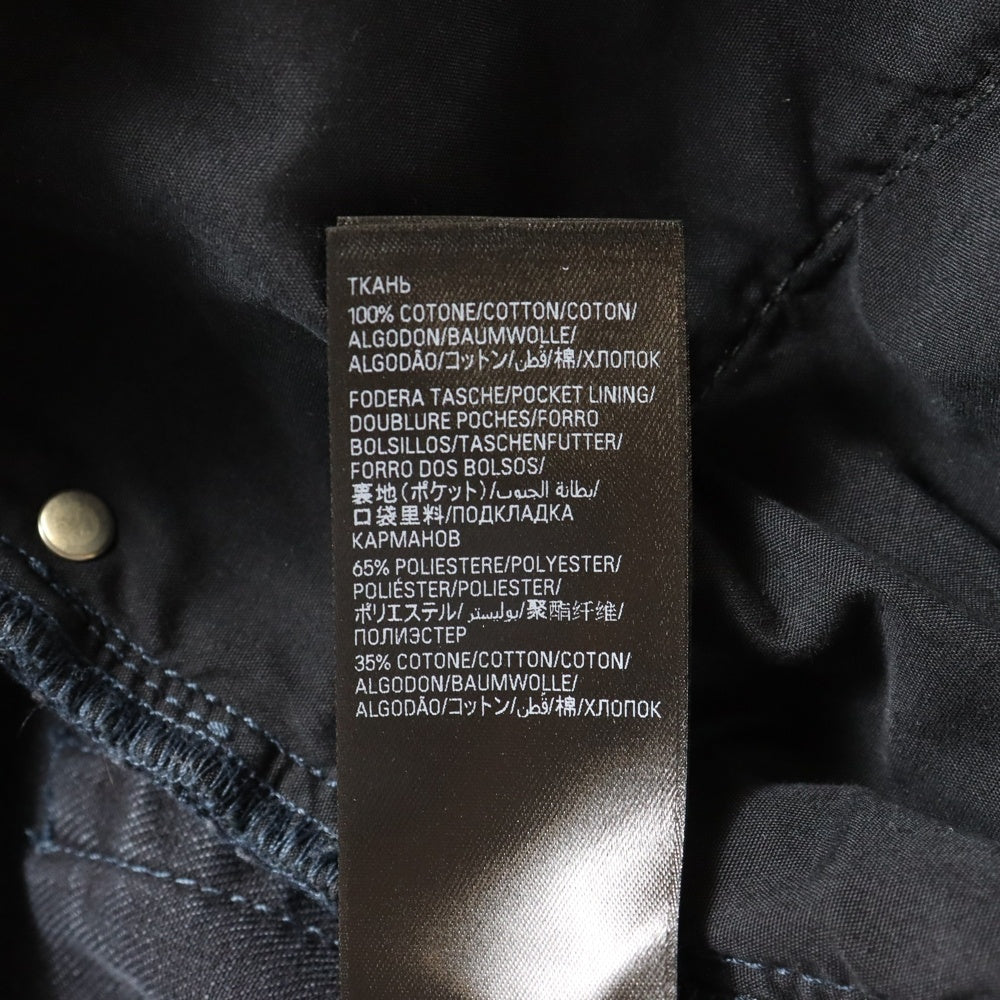 ТКАНЬ
100% COTONE/COTTON/COTON/
ALGODON/BAUMWOLLE/
ALGODÃO/コットン/قطن/棉/ХЛОПОК
FODERA TASCHE/POCKET LINING/
DOUBLURE POCHES/FORRO
BOLSILLOS/TASCHENFUTTER/
FORRO DOS BOLSOS/
裏地(ポケット)/بطانة الجيوب/
口袋里料/ПОДКЛАДКА
КАРМАНОВ
65% POLIESTERE/POLYESTER/
POLIÉSTER/POLIESTER/
ポリエステル/بوليستر/聚酯纤维/
ПОЛИЭСТЕР
35% COTONE/COTTON/COTON/
ALGODON/BAUMWOLLE/
ALGODÃO/コットン/قطن/棉/ХЛОПОК